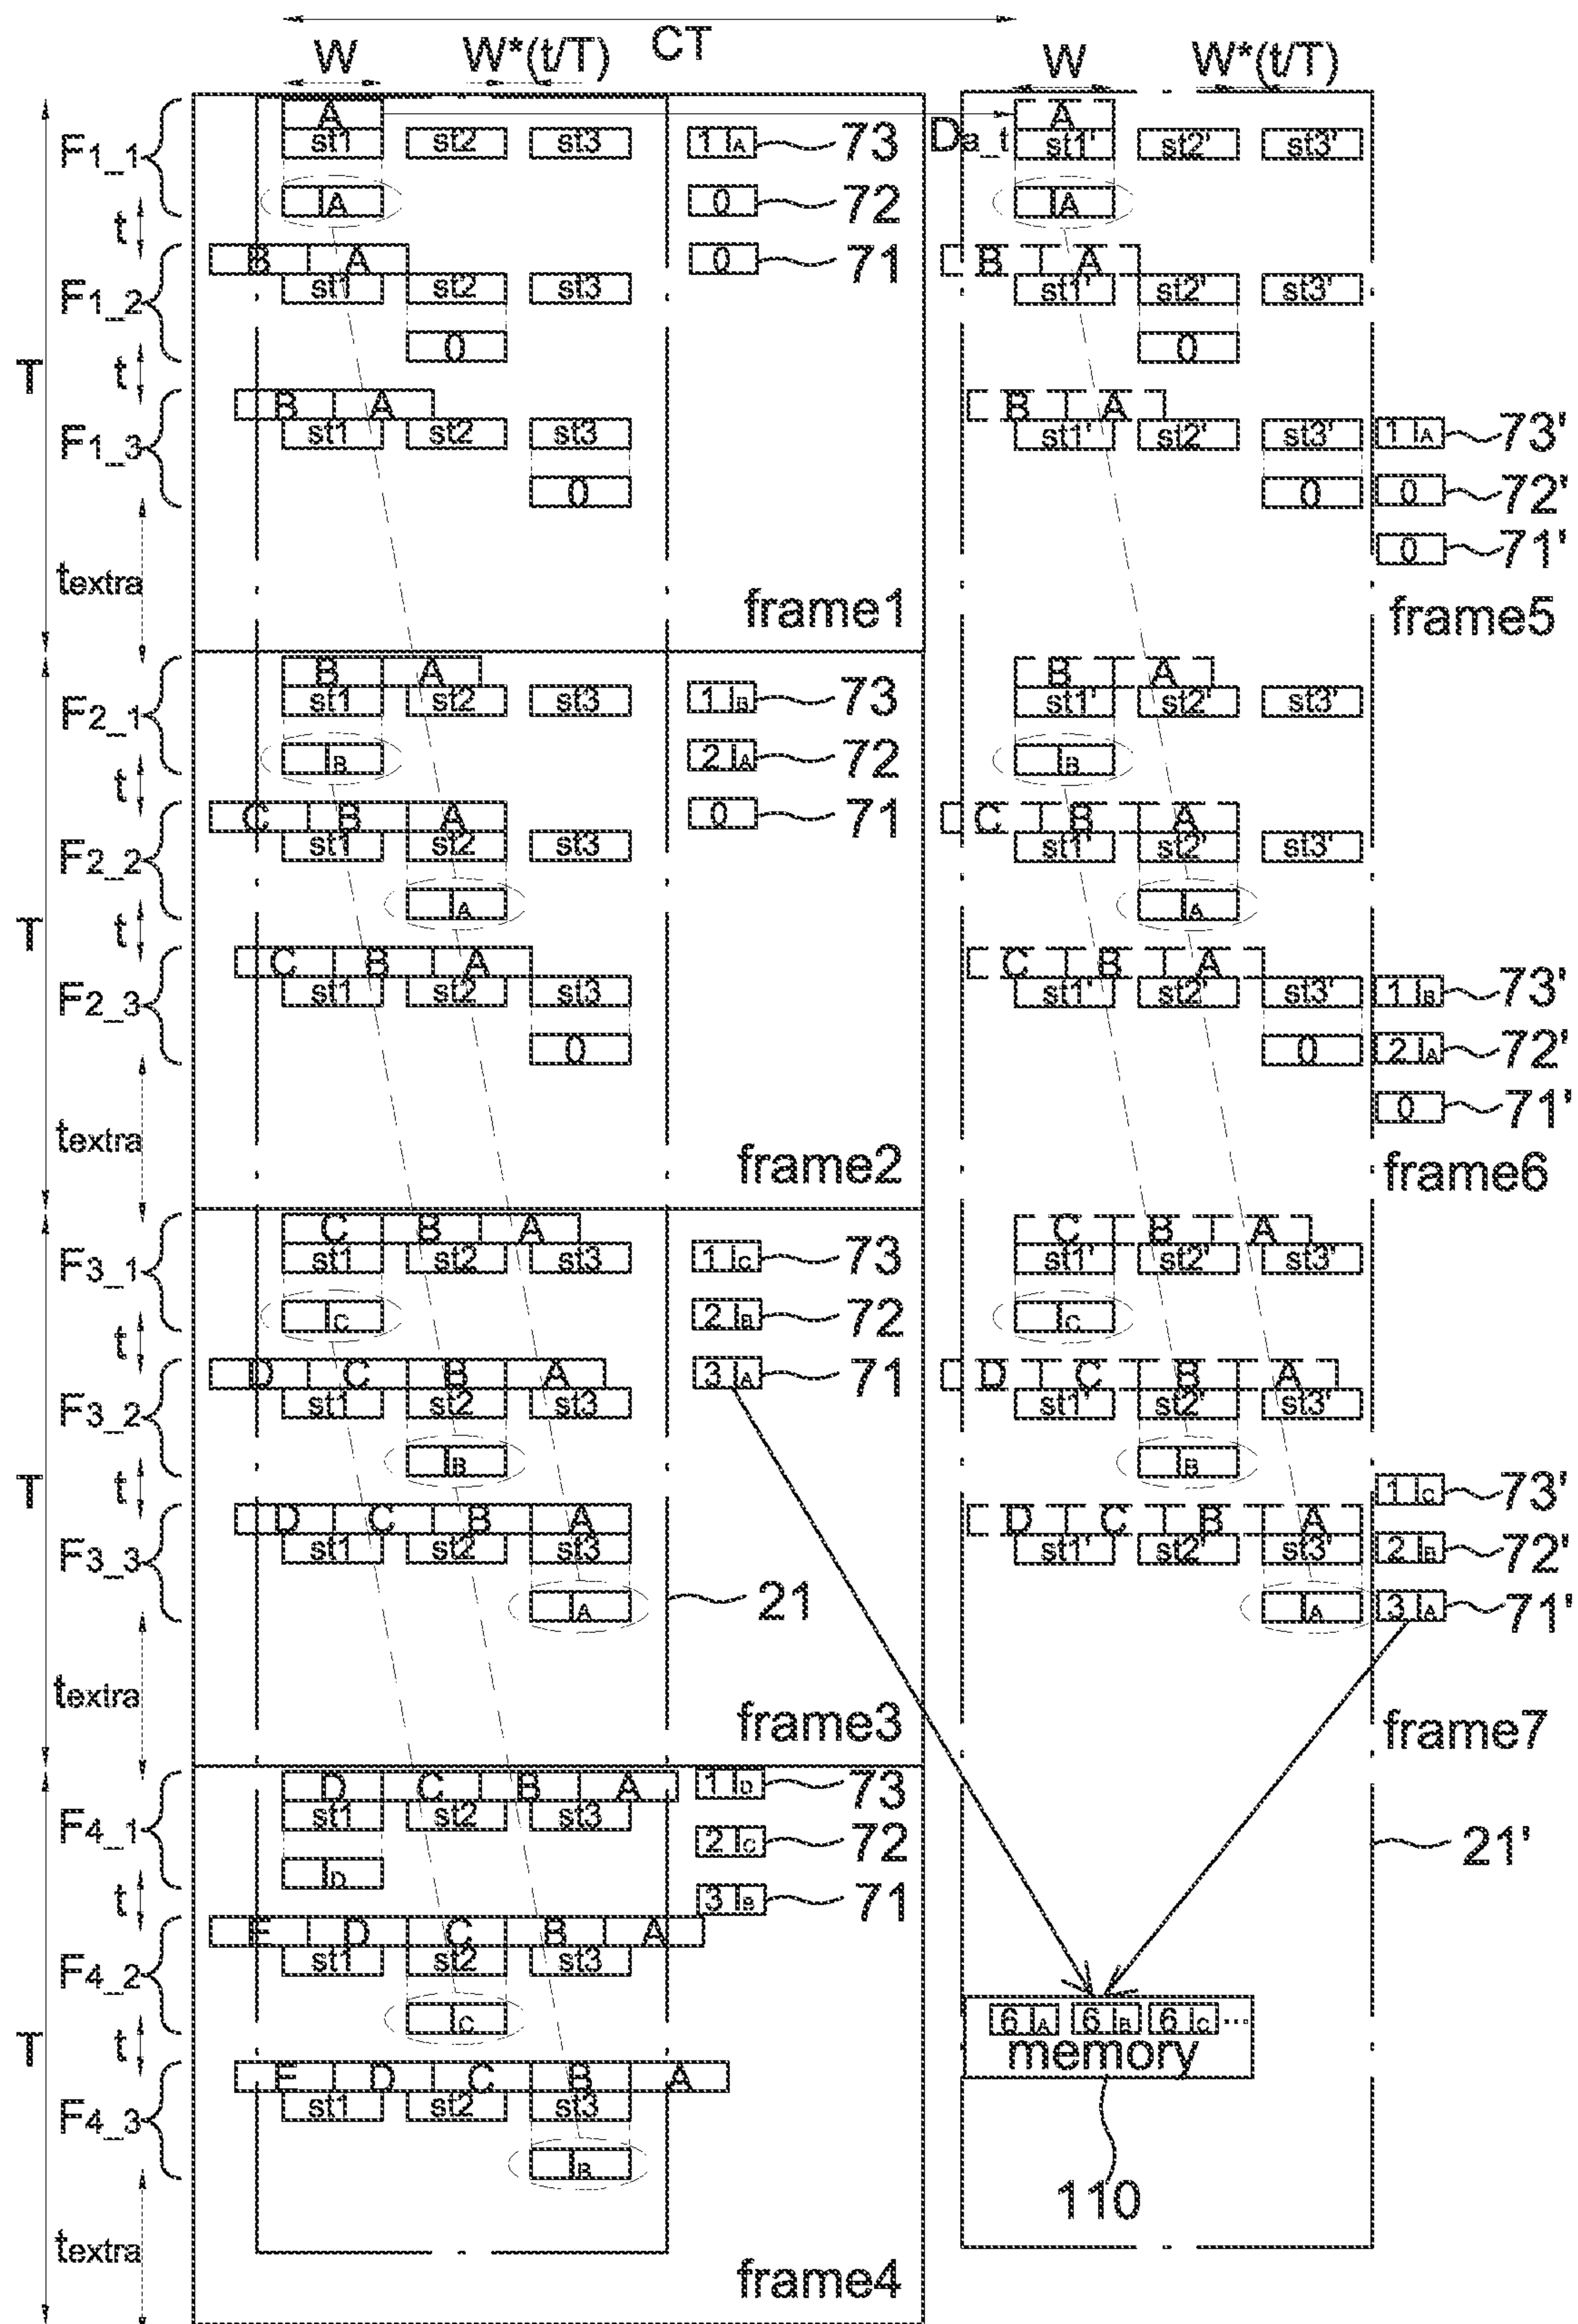 CT
W W*(t/T) W W*(t/T)
F1_1 A A
st1 st2 st3 1 IA 73 Da_t st1' st2' st3'
IA 0 72 IA
t B A 0 71 B A
F1_2 st1 st2 st3 st1' st2' st3'
0 0
T t B A B A
F1_3 st1 st2 st3 st1' st2' st3' 1 IA 73'
0 0 0 72'
0 71'
textra frame1 frame5
F2_1 B A B A
st1 st2 st3 1 IB 73 st1' st2' st3'
IB 2 IA 72 IB
t C B A 0 71 C B A
F2_2 st1 st2 st3 st1' st2' st3'
IA IA
T t C B A C B A
F2_3 st1 st2 st3 st1' st2' st3' 1 IB 73'
0 0 2 IA 72'
0 71'
textra frame2 frame6
F3_1 C B A C B A
st1 st2 st3 1 IC 73 st1' st2' st3'
IC 2 IB 72 IC
t D C B A 3 IA 71 D C B A
F3_2 st1 st2 st3 st1' st2' st3'
IB IB
T t 1 IC 73'
F3_3 D C B A D C B A
st1 st2 st3 st1' st2' st3' 2 IB 72'
IA 21 IA 3 IA 71'
textra frame3 frame7
F4_1 D C B A 1 ID 73
st1 st2 st3
ID 2 IC 72 21'
t 3 IB 71
F4_2 E D C B A
st1 st2 st3
IC 6 IA 6 IB 6 IC ...
T t memory
F4_3 E D C B A
st1 st2 st3
IB 110
textra frame4